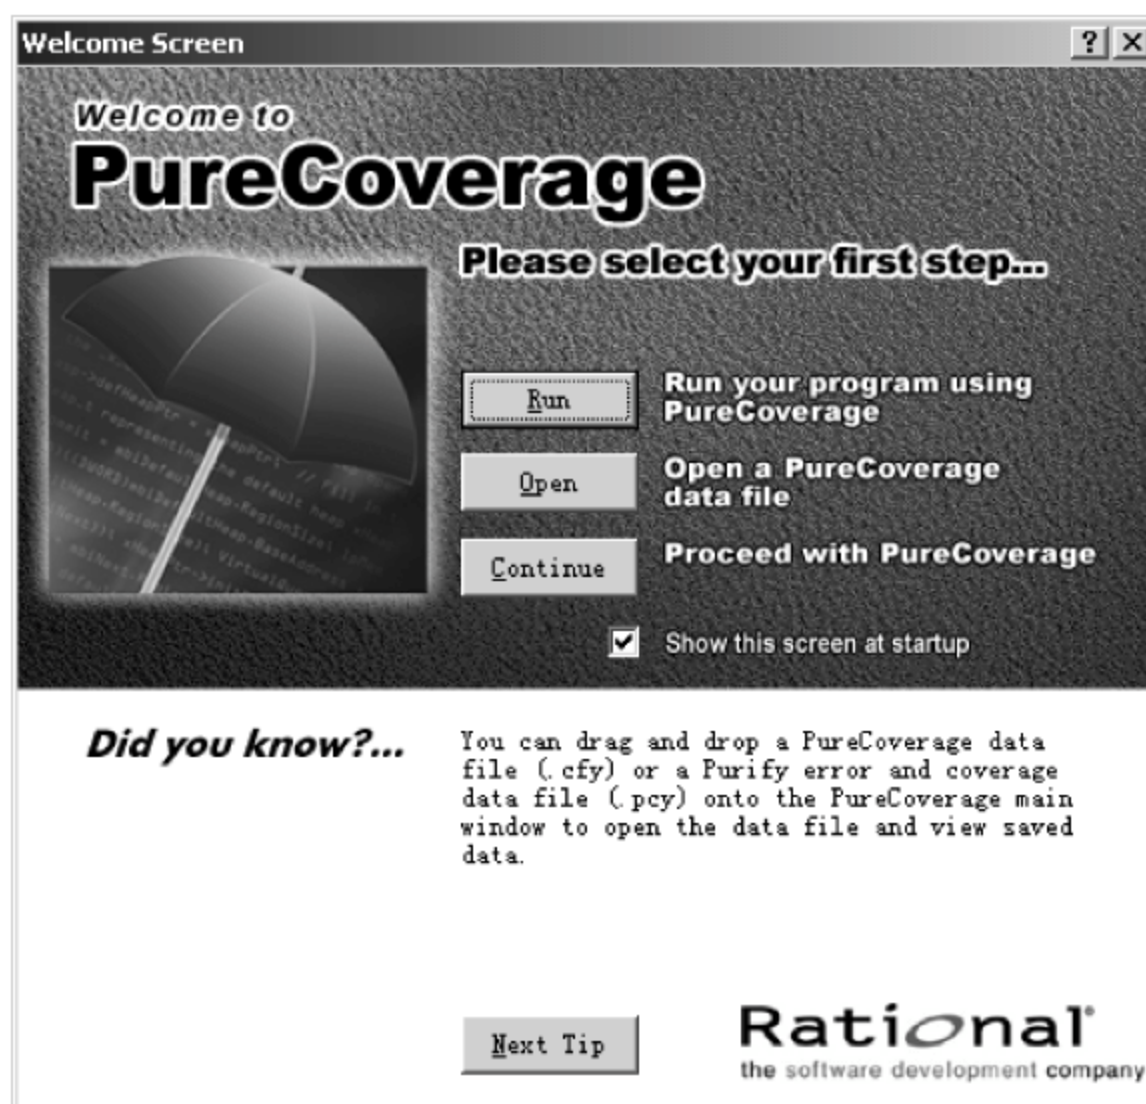 Welcome Screen
Welcome to
PureCoverage
Please select your first step...
Run
Run your program using
PureCoverage
Open
Open a PureCoverage
data file
Continue
Proceed with PureCoverage
Show this screen at startup
Did you know?...
You can drag and drop a PureCoverage data
file (.cfy) or a Purify error and coverage
data file (.pcy) onto the PureCoverage main
window to open the data file and view saved
data.
Next Tip
Rational®
the software development company